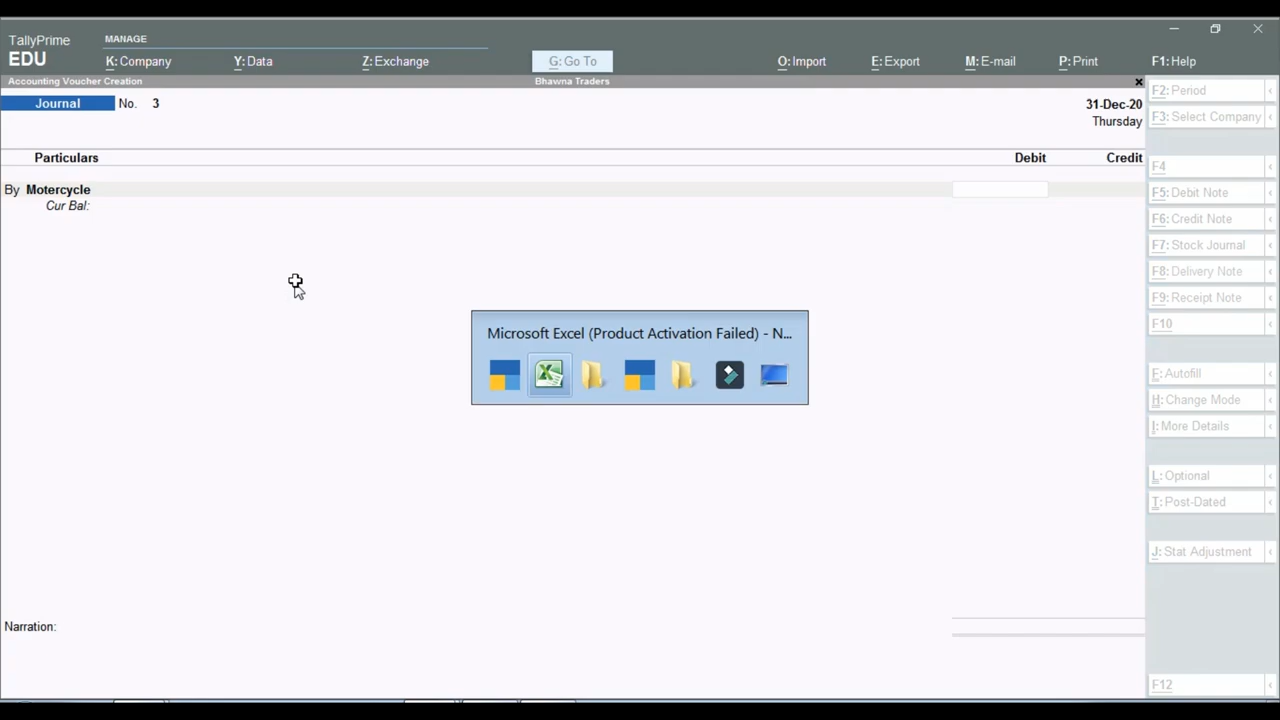 TallyPrime
EDU
MANAGE
K: Company Y: Data Z: Exchange G: Go To O: Import E: Export M: E-mail P: Print F1: Help
Accounting Voucher Creation Bhawna Traders
Journal No. 3 31-Dec-20
Thursday
Particulars Debit Credit
By Motercycle
Cur Bal:
Microsoft Excel (Product Activation Failed) - N...
Narration:
F2: Period
F3: Select Company
F4
F5: Debit Note
F6: Credit Note
F7: Stock Journal
F8: Delivery Note
F9: Receipt Note
F10
E: Autofill
H: Change Mode
I: More Details
L: Optional
T: Post-Dated
J: Stat Adjustment
F12